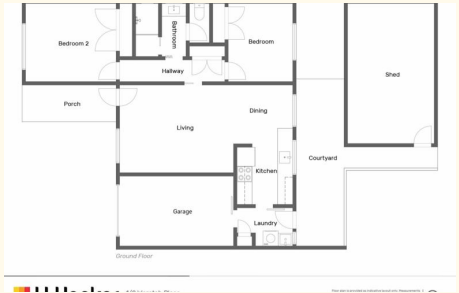 Bedroom 2
Bathroom
Bedroom
Hallway
Shed
Porch
Dining
Living
Courtyard
Kitchen
Garage
Laundry
Ground Floor